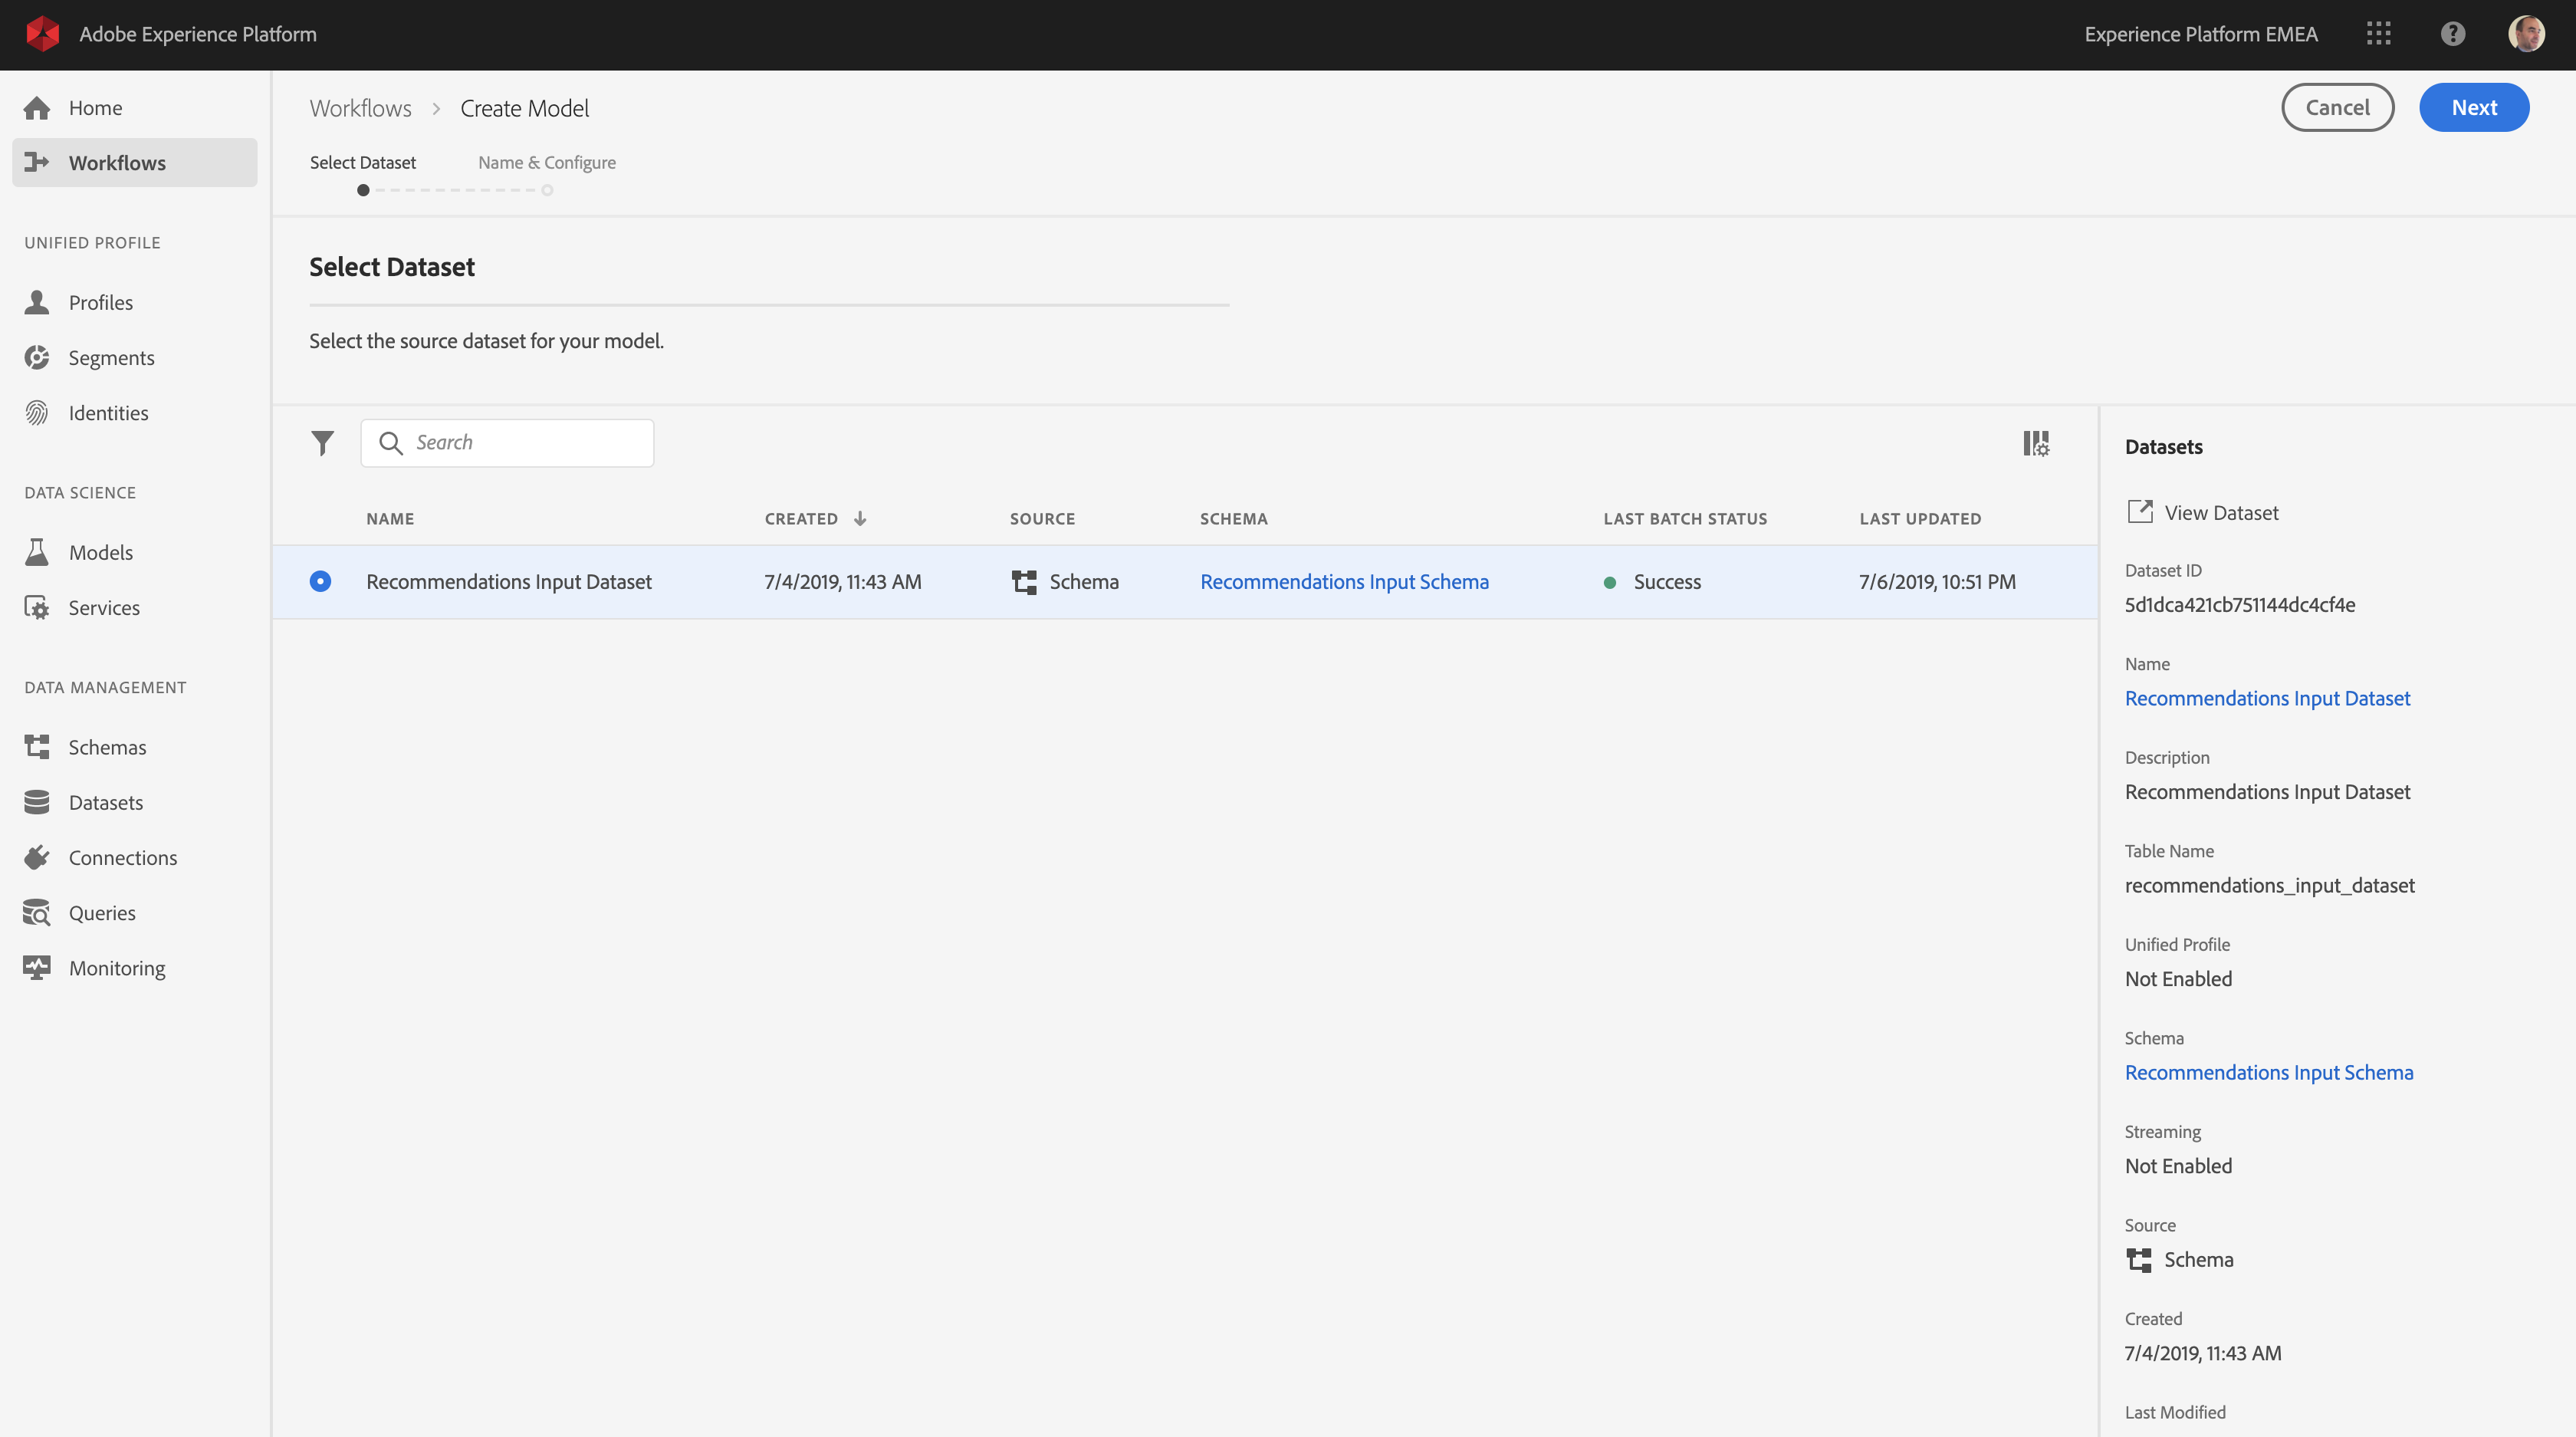 Adobe Experience Platform
Experience Platform EMEA
Home
Workflows
UNIFIED PROFILE
Profiles
Segments
Identities
DATA SCIENCE
Models
Services
DATA MANAGEMENT
Schemas
Datasets
Connections
Queries
Monitoring
Workflows > Create Model
Cancel
Next
Select Dataset
Name & Configure
Select Dataset
Select the source dataset for your model.
Search
NAME CREATED SOURCE SCHEMA LAST BATCH STATUS LAST UPDATED
Recommendations Input Dataset 7/4/2019, 11:43 AM Schema Recommendations Input Schema Success 7/6/2019, 10:51 PM
Datasets
View Dataset
Dataset ID
5d1dca421cb751144dc4cf4e
Name
Recommendations Input Dataset
Description
Recommendations Input Dataset
Table Name
recommendations_input_dataset
Unified Profile
Not Enabled
Schema
Recommendations Input Schema
Streaming
Not Enabled
Source
Schema
Created
7/4/2019, 11:43 AM
Last Modified